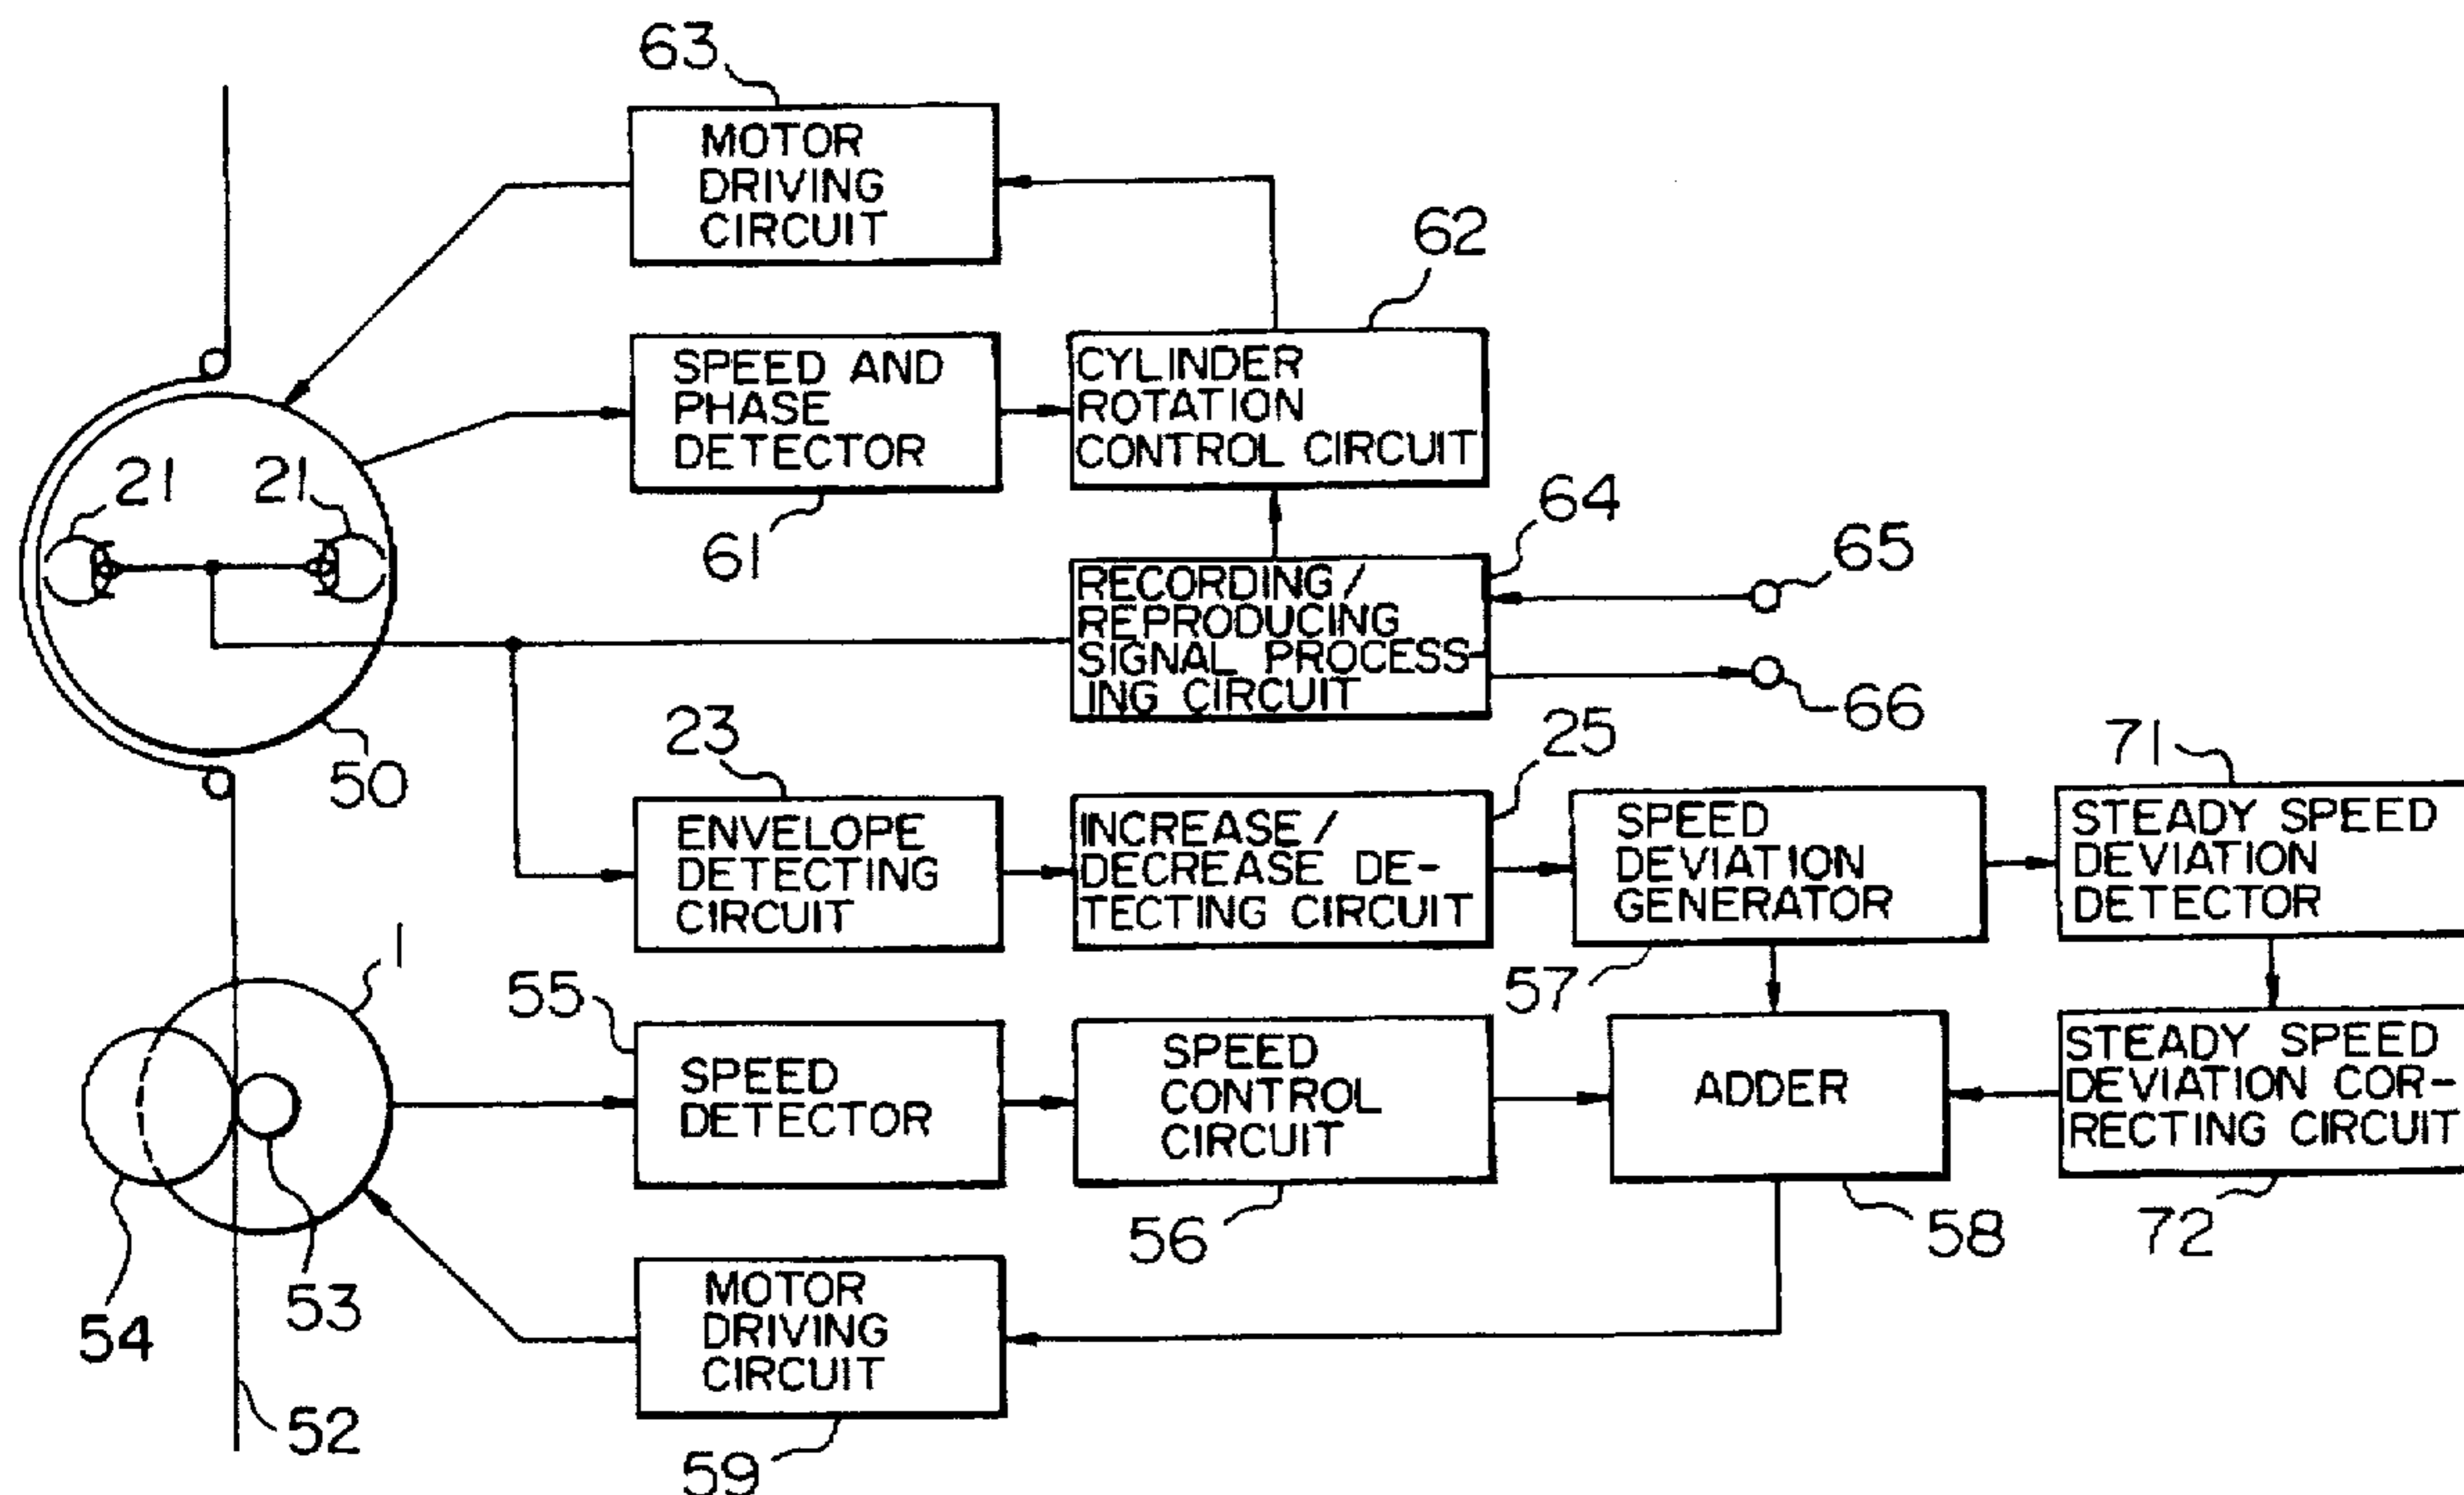 63
MOTOR
DRIVING
CIRCUIT
62
SPEED AND
PHASE
DETECTOR
CYLINDER
ROTATION
CONTROL CIRCUIT
21
21
61
64
65
RECORDING/
REPRODUCING
SIGNAL PROCESS-
ING CIRCUIT
66
50
23
25
71
ENVELOPE
DETECTING
CIRCUIT
INCREASE/
DECREASE DE-
TECTING CIRCUIT
SPEED
DEVIATION
GENERATOR
STEADY SPEED
DEVIATION
DETECTOR
1
55
57
SPEED
DETECTOR
SPEED
CONTROL
CIRCUIT
ADDER
STEADY SPEED
DEVIATION COR-
RECTING CIRCUIT
54
53
56
58
72
MOTOR
DRIVING
CIRCUIT
52
59